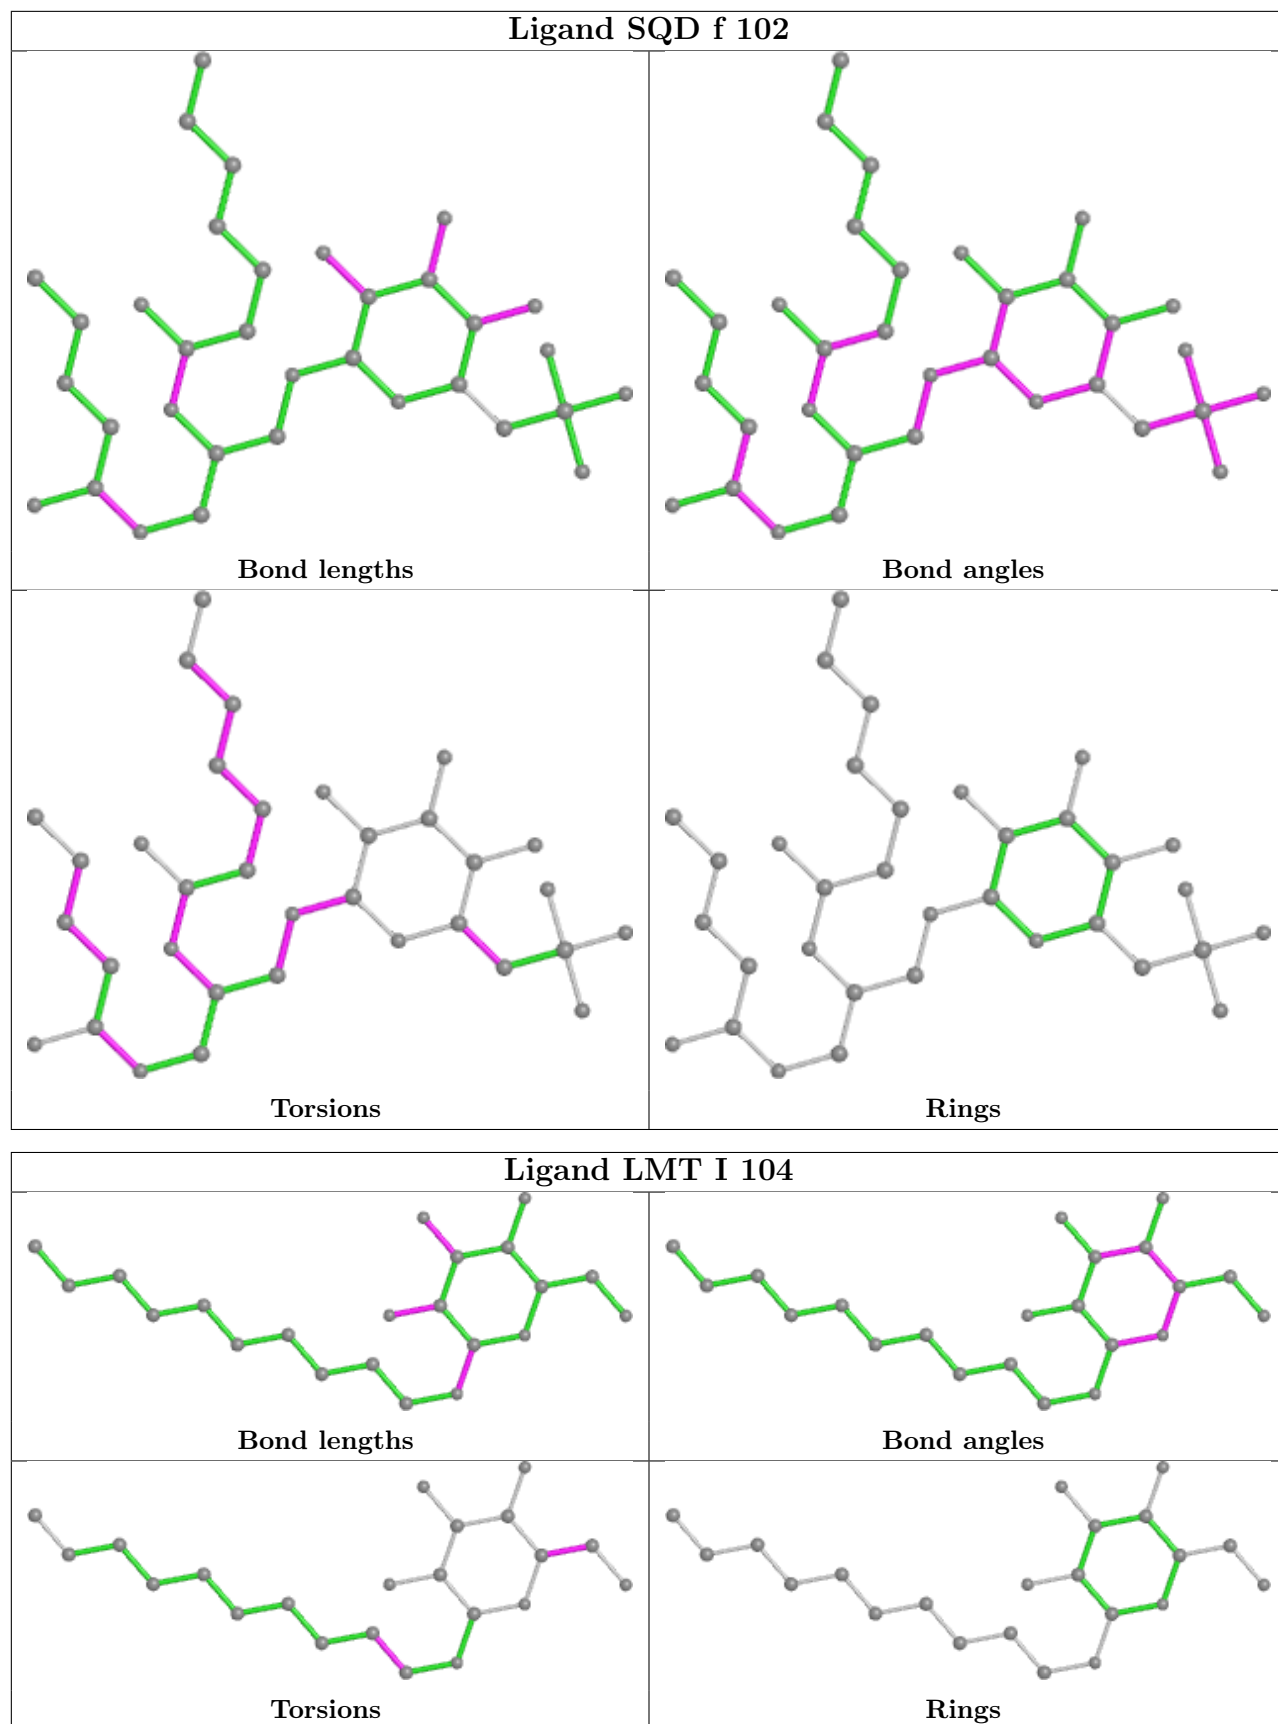 Ligand SQD f 102
Bond lengths
Bond angles
Torsions
Rings
Ligand LMT I 104
Bond lengths
Bond angles
Torsions
Rings